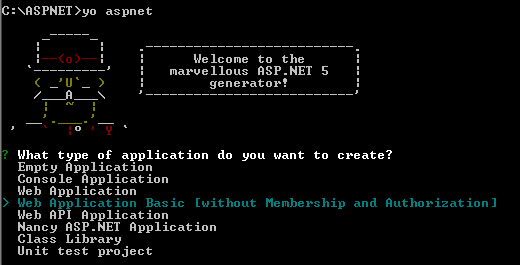 C:\ASPNET>yo aspnet
Welcome to the
marvellous ASP.NET 5
generator!
? What type of application do you want to create?
Empty Application
Console Application
Web Application
> Web Application Basic [without Membership and Authorization]
Web API Application
Nancy ASP.NET Application
Class Library
Unit test project